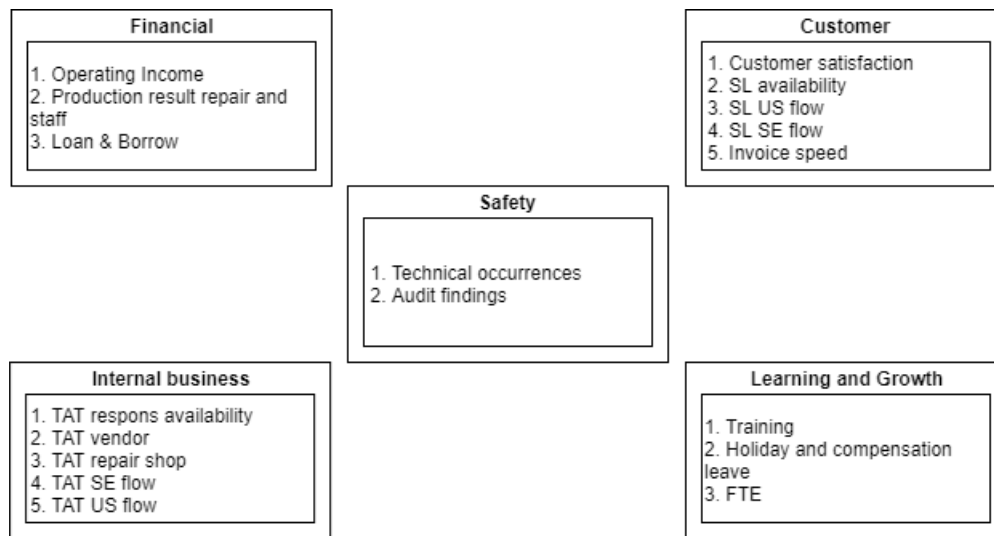 Financial
1. Operating Income
2. Production result repair and
staff
3. Loan & Borrow
Customer
1. Customer satisfaction
2. SL availability
3. SL US flow
4. SL SE flow
5. Invoice speed
Safety
1. Technical occurrences
2. Audit findings
Internal business
1. TAT respons availability
2. TAT vendor
3. TAT repair shop
4. TAT SE flow
5. TAT US flow
Learning and Growth
1. Training
2. Holiday and compensation
leave
3. FTE